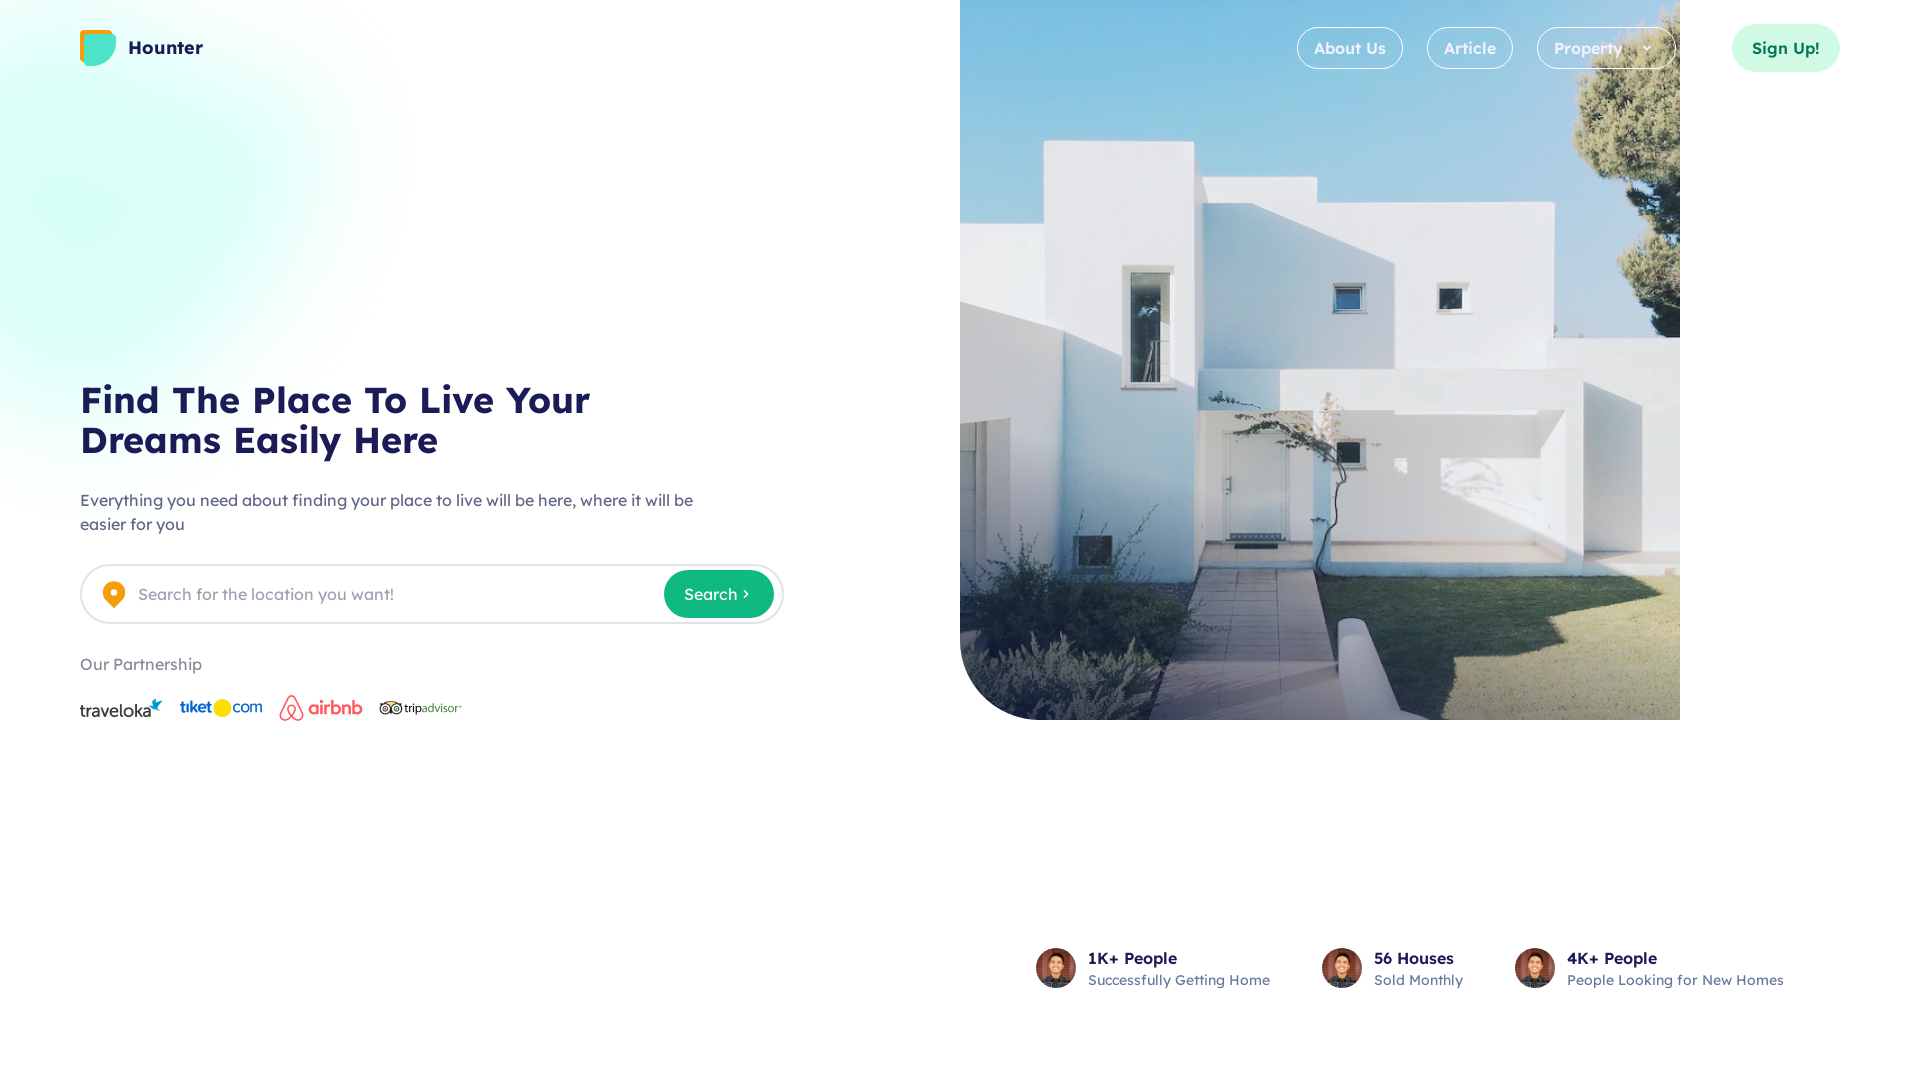 Hounter
About Us
Article
Property
Sign Up!
Find The Place To Live Your
Dreams Easily Here
Everything you need about finding your place to live will be here, where it will be
easier for you
Search for the location you want!
Search
Our Partnership
traveloka
tiket com
airbnb
tripadvisor
1K+ People
Successfully Getting Home
56 Houses
Sold Monthly
4K+ People
People Looking for New Homes